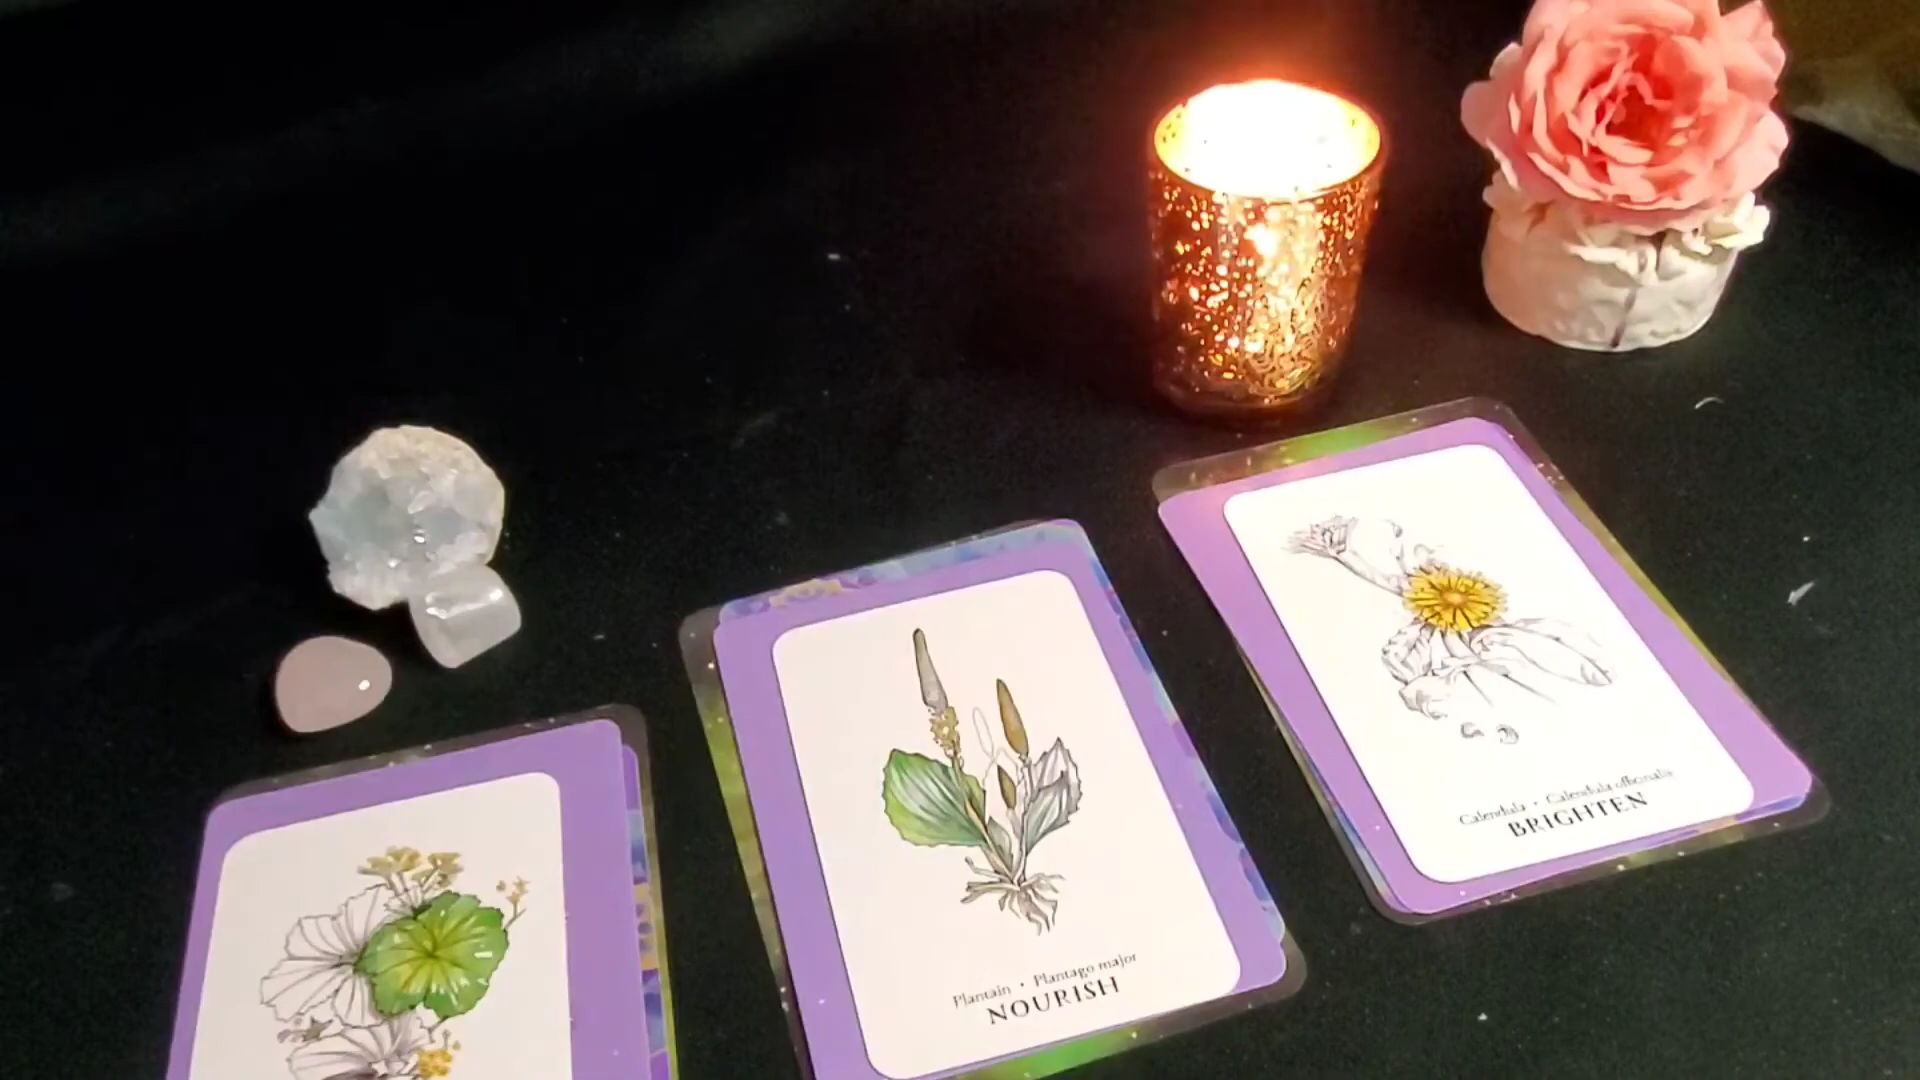 Plantain • Plantago major
NOURISH
Calendula • Calendula officinalis
BRIGHTEN